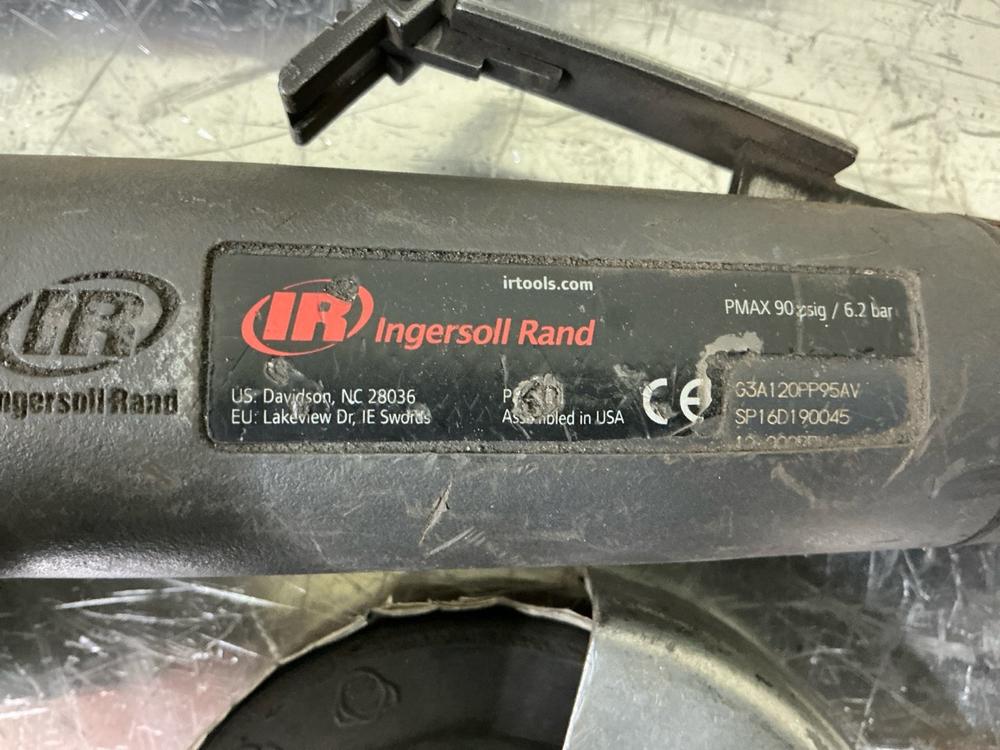 irtools.com
PMAX 90 psig / 6.2 bar
IR Ingersoll Rand
IR
Ingersoll Rand
US: Davidson, NC 28036
EU: Lakeview Dr, IE Swords
Assembled in USA
CE
G3A120PP95AV
SP16D190045